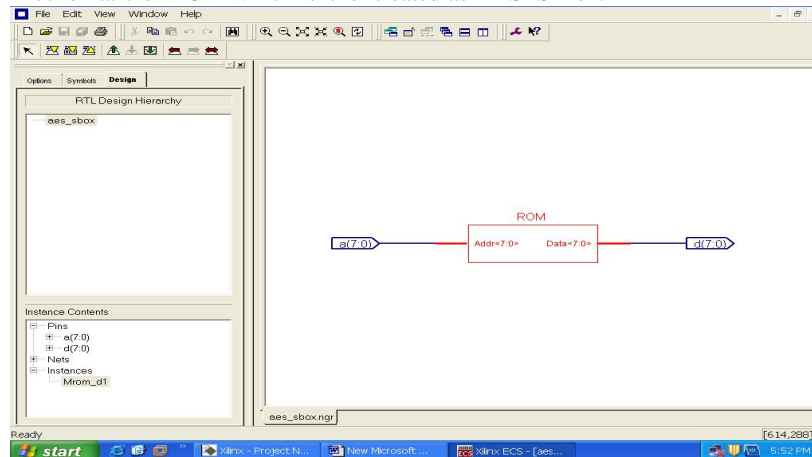 File Edit View Window Help
Options Symbols Design
RTL Design Hierarchy
aes_sbox
ROM
a(7:0) Addr<7:0> Data<7:0> d(7:0)
Instance Contents
Pins
a(7:0)
d(7:0)
Nets
Instances
Mrom_d1
aes_sbox.ngr
Ready [614,288]
start Xilinx - Project N... New Microsoft ... ECS Xilinx ECS - [aes... 5:52 PM